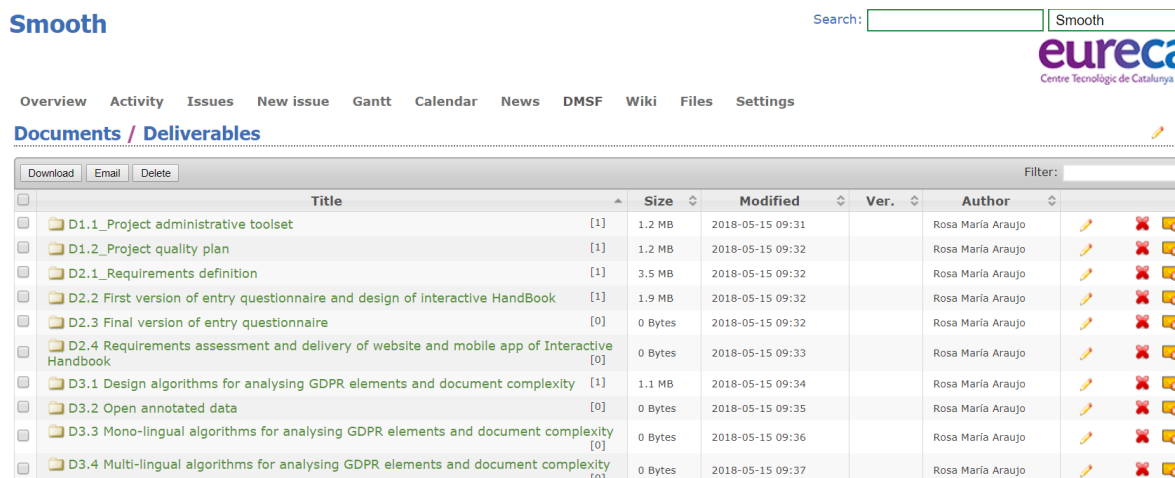 Smooth
Search:
Smooth
eureca
Centre Tecnològic de Catalunya
Overview Activity Issues New issue Gantt Calendar News DMSF Wiki Files Settings
Documents / Deliverables
Download Email Delete Filter:
Title Size Modified Ver. Author
D1.1_Project administrative toolset [1] 1.2 MB 2018-05-15 09:31 Rosa María Araujo
D1.2_Project quality plan [1] 1.2 MB 2018-05-15 09:32 Rosa María Araujo
D2.1_Requirements definition [1] 3.5 MB 2018-05-15 09:32 Rosa María Araujo
D2.2 First version of entry questionnaire and design of interactive HandBook [1] 1.9 MB 2018-05-15 09:32 Rosa María Araujo
D2.3 Final version of entry questionnaire [0] 0 Bytes 2018-05-15 09:32 Rosa María Araujo
D2.4 Requirements assessment and delivery of website and mobile app of Interactive
Handbook [0] 0 Bytes 2018-05-15 09:33 Rosa María Araujo
D3.1 Design algorithms for analysing GDPR elements and document complexity [1] 1.1 MB 2018-05-15 09:34 Rosa María Araujo
D3.2 Open annotated data [0] 0 Bytes 2018-05-15 09:35 Rosa María Araujo
D3.3 Mono-lingual algorithms for analysing GDPR elements and document complexity
[0] 0 Bytes 2018-05-15 09:36 Rosa María Araujo
D3.4 Multi-lingual algorithms for analysing GDPR elements and document complexity
0 Bytes 2018-05-15 09:37 Rosa María Araujo